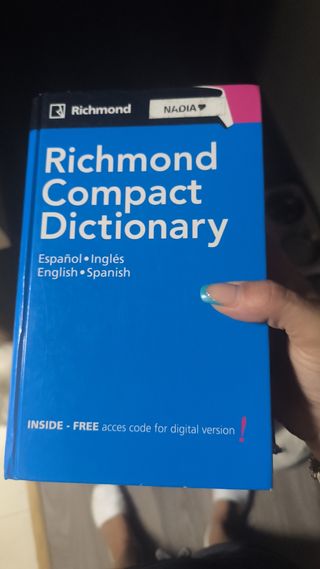 Richmond
NADIA
Richmond
Compact
Dictionary
Español • Inglés
English • Spanish
INSIDE - FREE acces code for digital version !